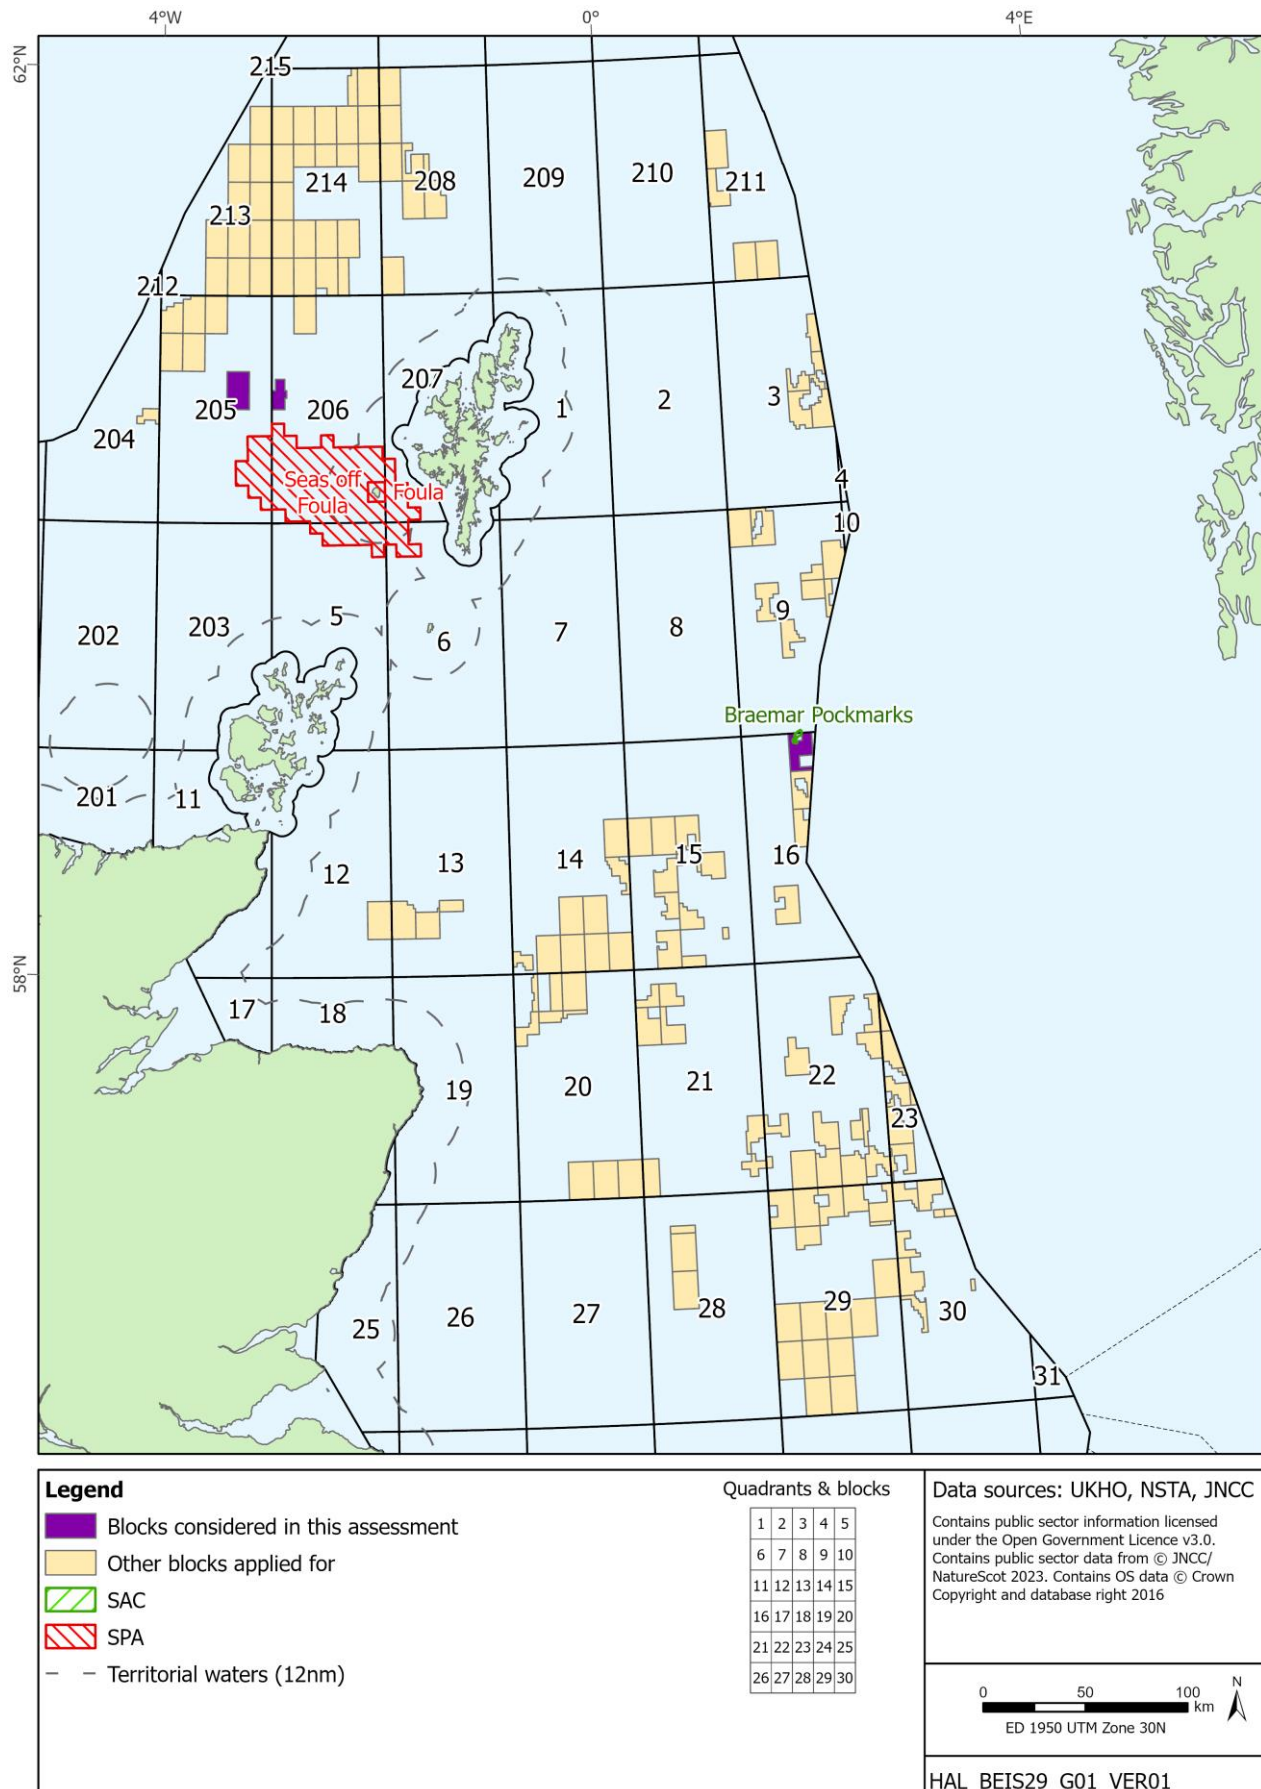 4°W 0° 4°E
62°N
215
214 208 209 210 211
213
212
207
205 206 1 2 3
204
Seas off
Foula
Foula
4
10
5
202 203 6 7 8 9
Braemar Pockmarks
201 11
12 13 14 15 16
58°N
17 18
19 20 21 22
23
25 26 27 28 29 30
31
Legend
Blocks considered in this assessment
Other blocks applied for
SAC
SPA
Territorial waters (12nm)
Quadrants & blocks
1 2 3 4 5
6 7 8 9 10
11 12 13 14 15
16 17 18 19 20
21 22 23 24 25
26 27 28 29 30
Data sources: UKHO, NSTA, JNCC
Contains public sector information licensed
under the Open Government Licence v3.0.
Contains public sector data from © JNCC/
NatureScot 2023. Contains OS data © Crown
Copyright and database right 2016
0 50 100
km
N
ED 1950 UTM Zone 30N
HAL_BEIS29_G01_VER01